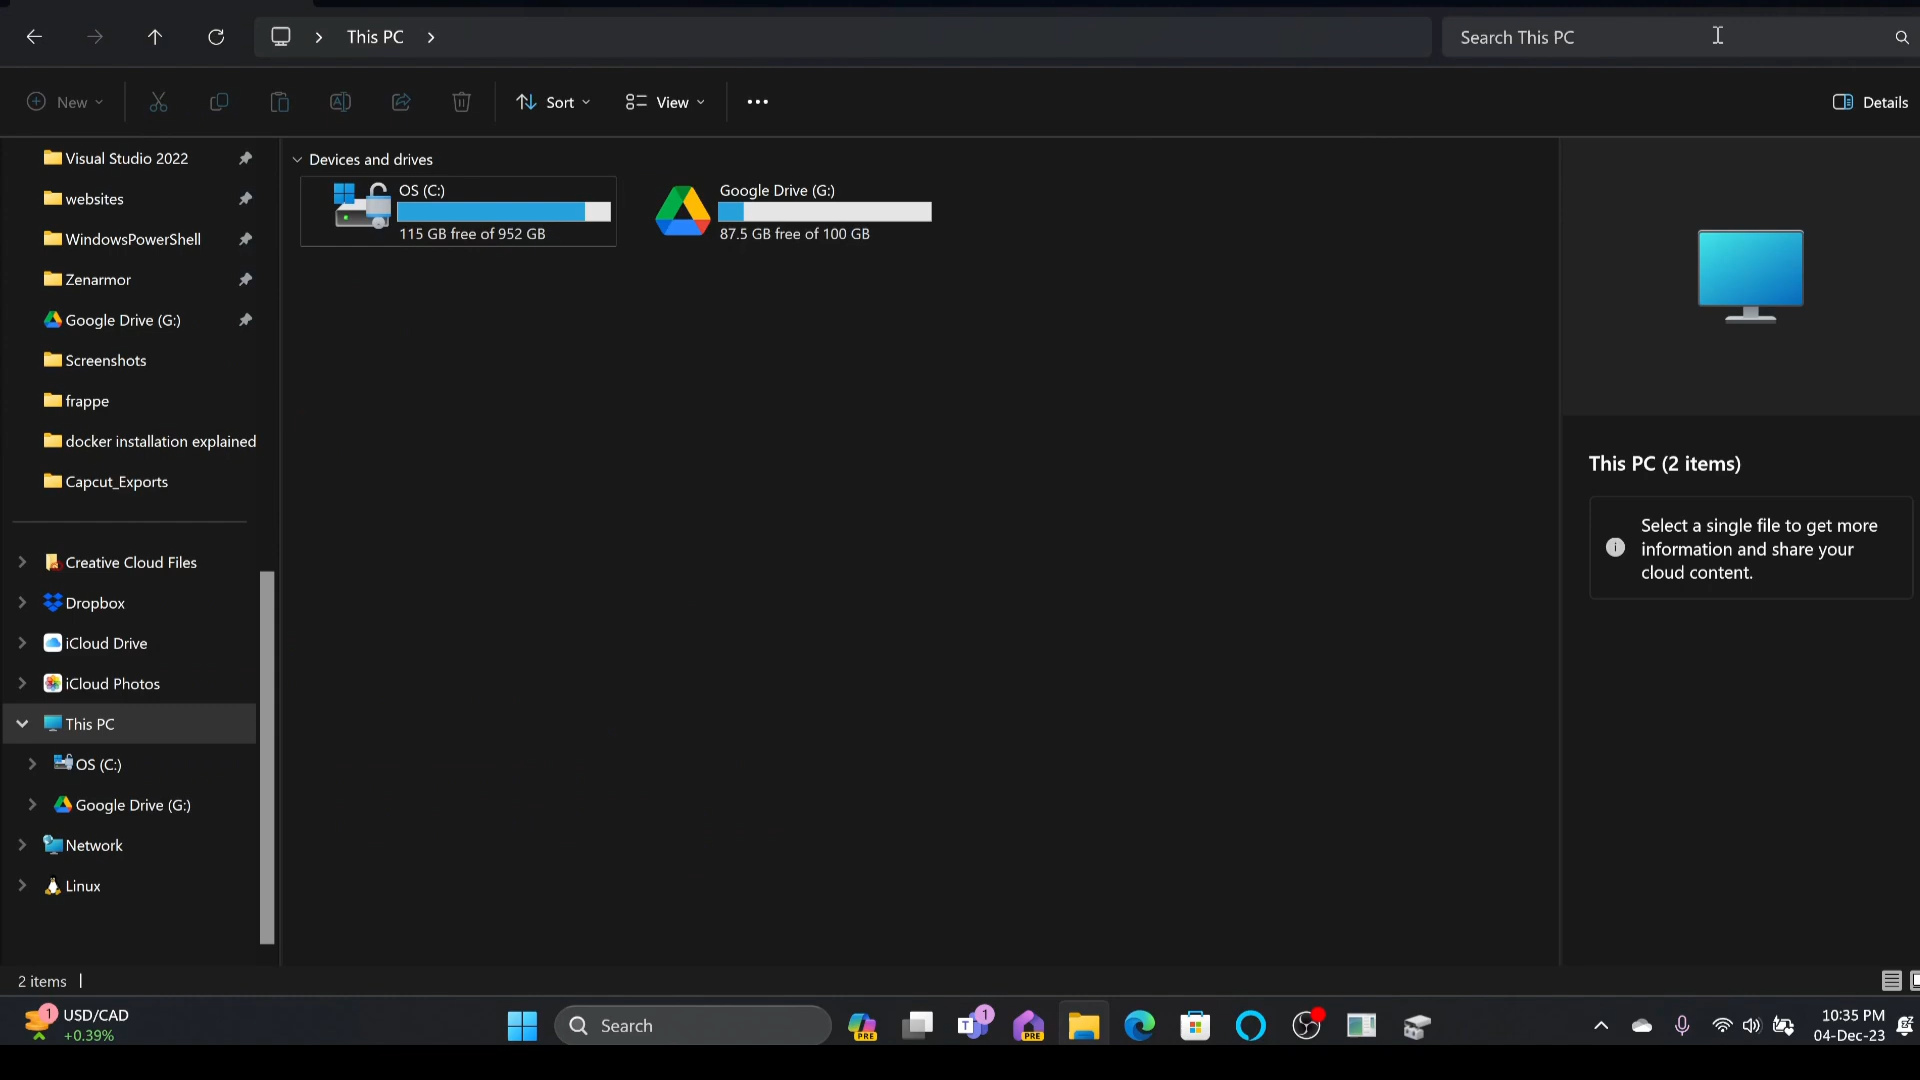 This PC
Search This PC
New
Sort
View
Details
Visual Studio 2022
websites
WindowsPowerShell
Zenarmor
Google Drive (G:)
Screenshots
frappe
docker installation explained
Capcut_Exports
Creative Cloud Files
Dropbox
iCloud Drive
iCloud Photos
This PC
OS (C:)
Google Drive (G:)
Network
Linux
Devices and drives
OS (C:)
115 GB free of 952 GB
Google Drive (G:)
87.5 GB free of 100 GB
This PC (2 items)
Select a single file to get more
information and share your
cloud content.
2 items
1
USD/CAD
+0.39%
Search
PRE
T
1
PRE
10:35 PM
04-Dec-23